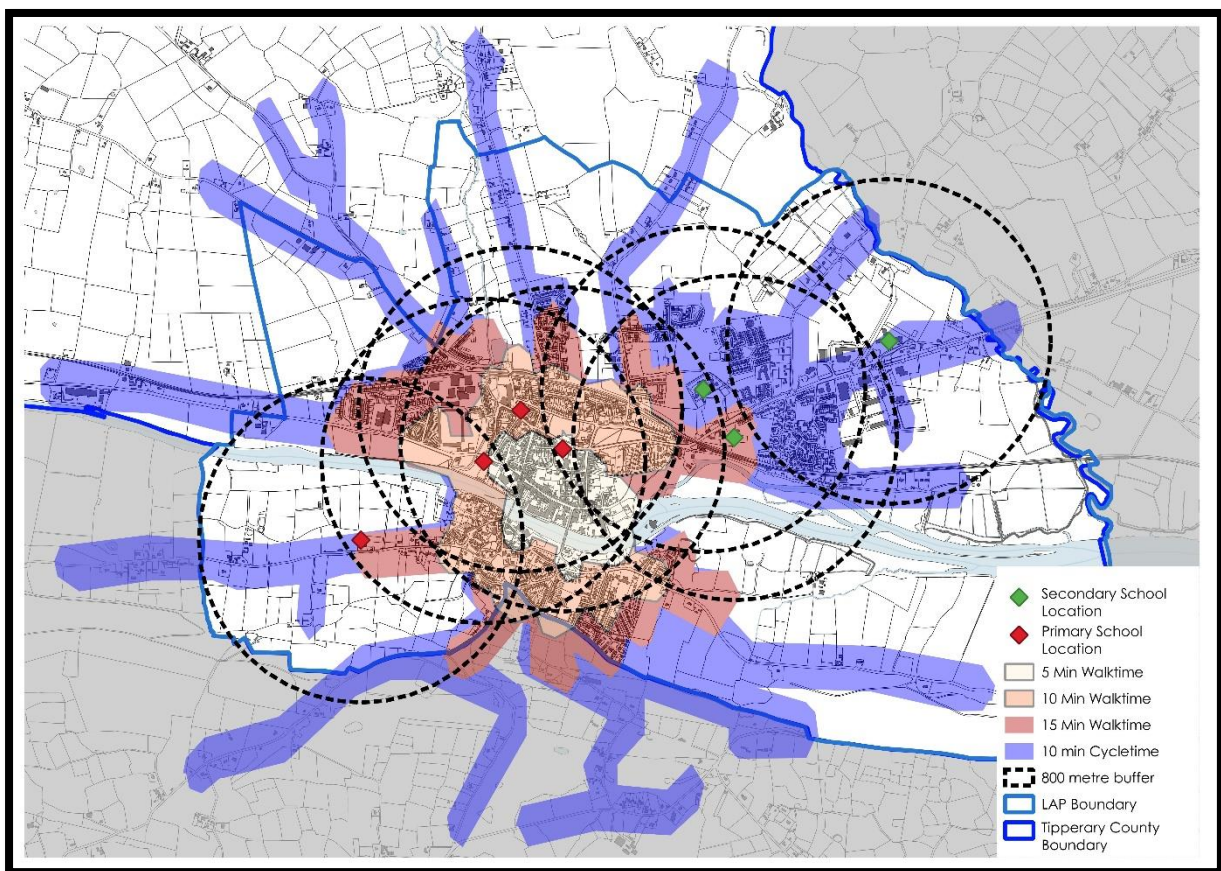 Secondary School
Location
Primary School
Location
5 Min Walktime
10 Min Walktime
15 Min Walktime
10 min Cycletime
800 metre buffer
LAP Boundary
Tipperary County
Boundary